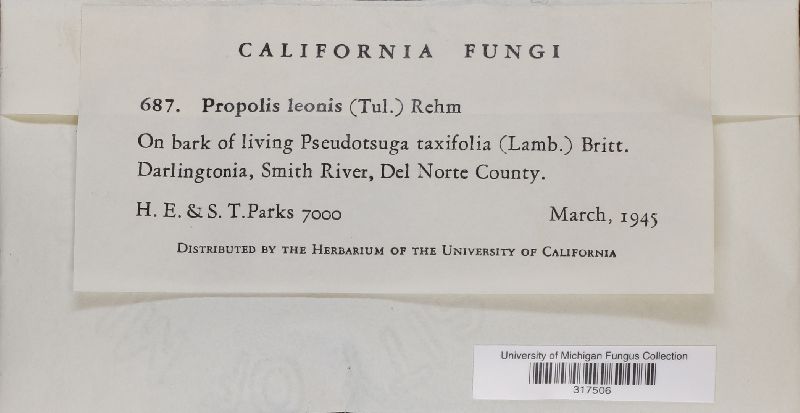 CALIFORNIA FUNGI
687. Propolis leonis (Tul.) Rehm
On bark of living Pseudotsuga taxifolia (Lamb.) Britt.
Darlingtonia, Smith River, Del Norte County.
H. E. & S. T. Parks 7000 March, 1945
DISTRIBUTED BY THE HERBARIUM OF THE UNIVERSITY OF CALIFORNIA
University of Michigan Fungus Collection
317506